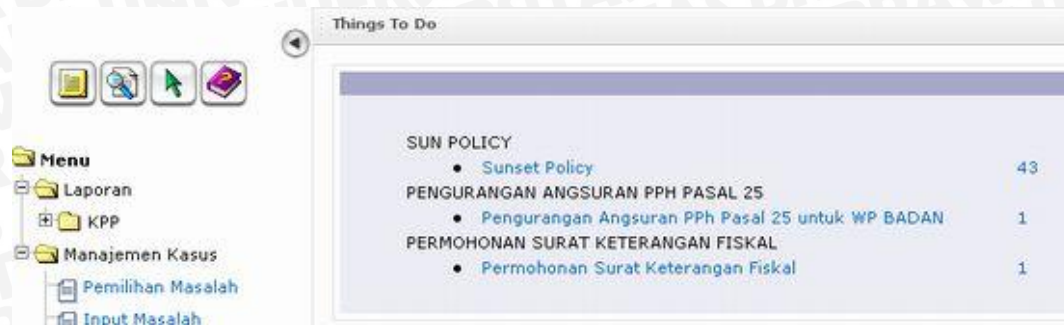 Things To Do
Menu
Laporan
KPP
Manajemen Kasus
Pemilihan Masalah
Input Masalah
SUN POLICY
Sunset Policy 43
PENGURANGAN ANGSURAN PPH PASAL 25
Pengurangan Angsuran PPh Pasal 25 untuk WP BADAN 1
PERMOHONAN SURAT KETERANGAN FISKAL
Permohonan Surat Keterangan Fiskal 1